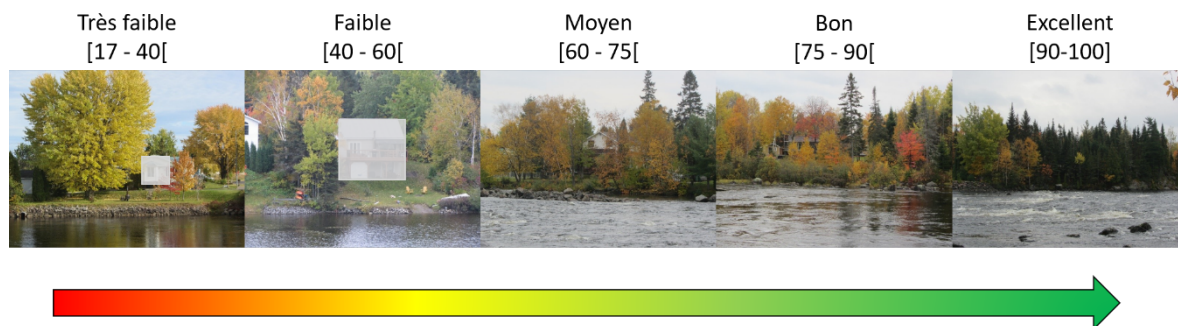 Très faible
[17 - 40[
Faible
[40 - 60[
Moyen
[60 - 75[
Bon
[75 - 90[
Excellent
[90-100]